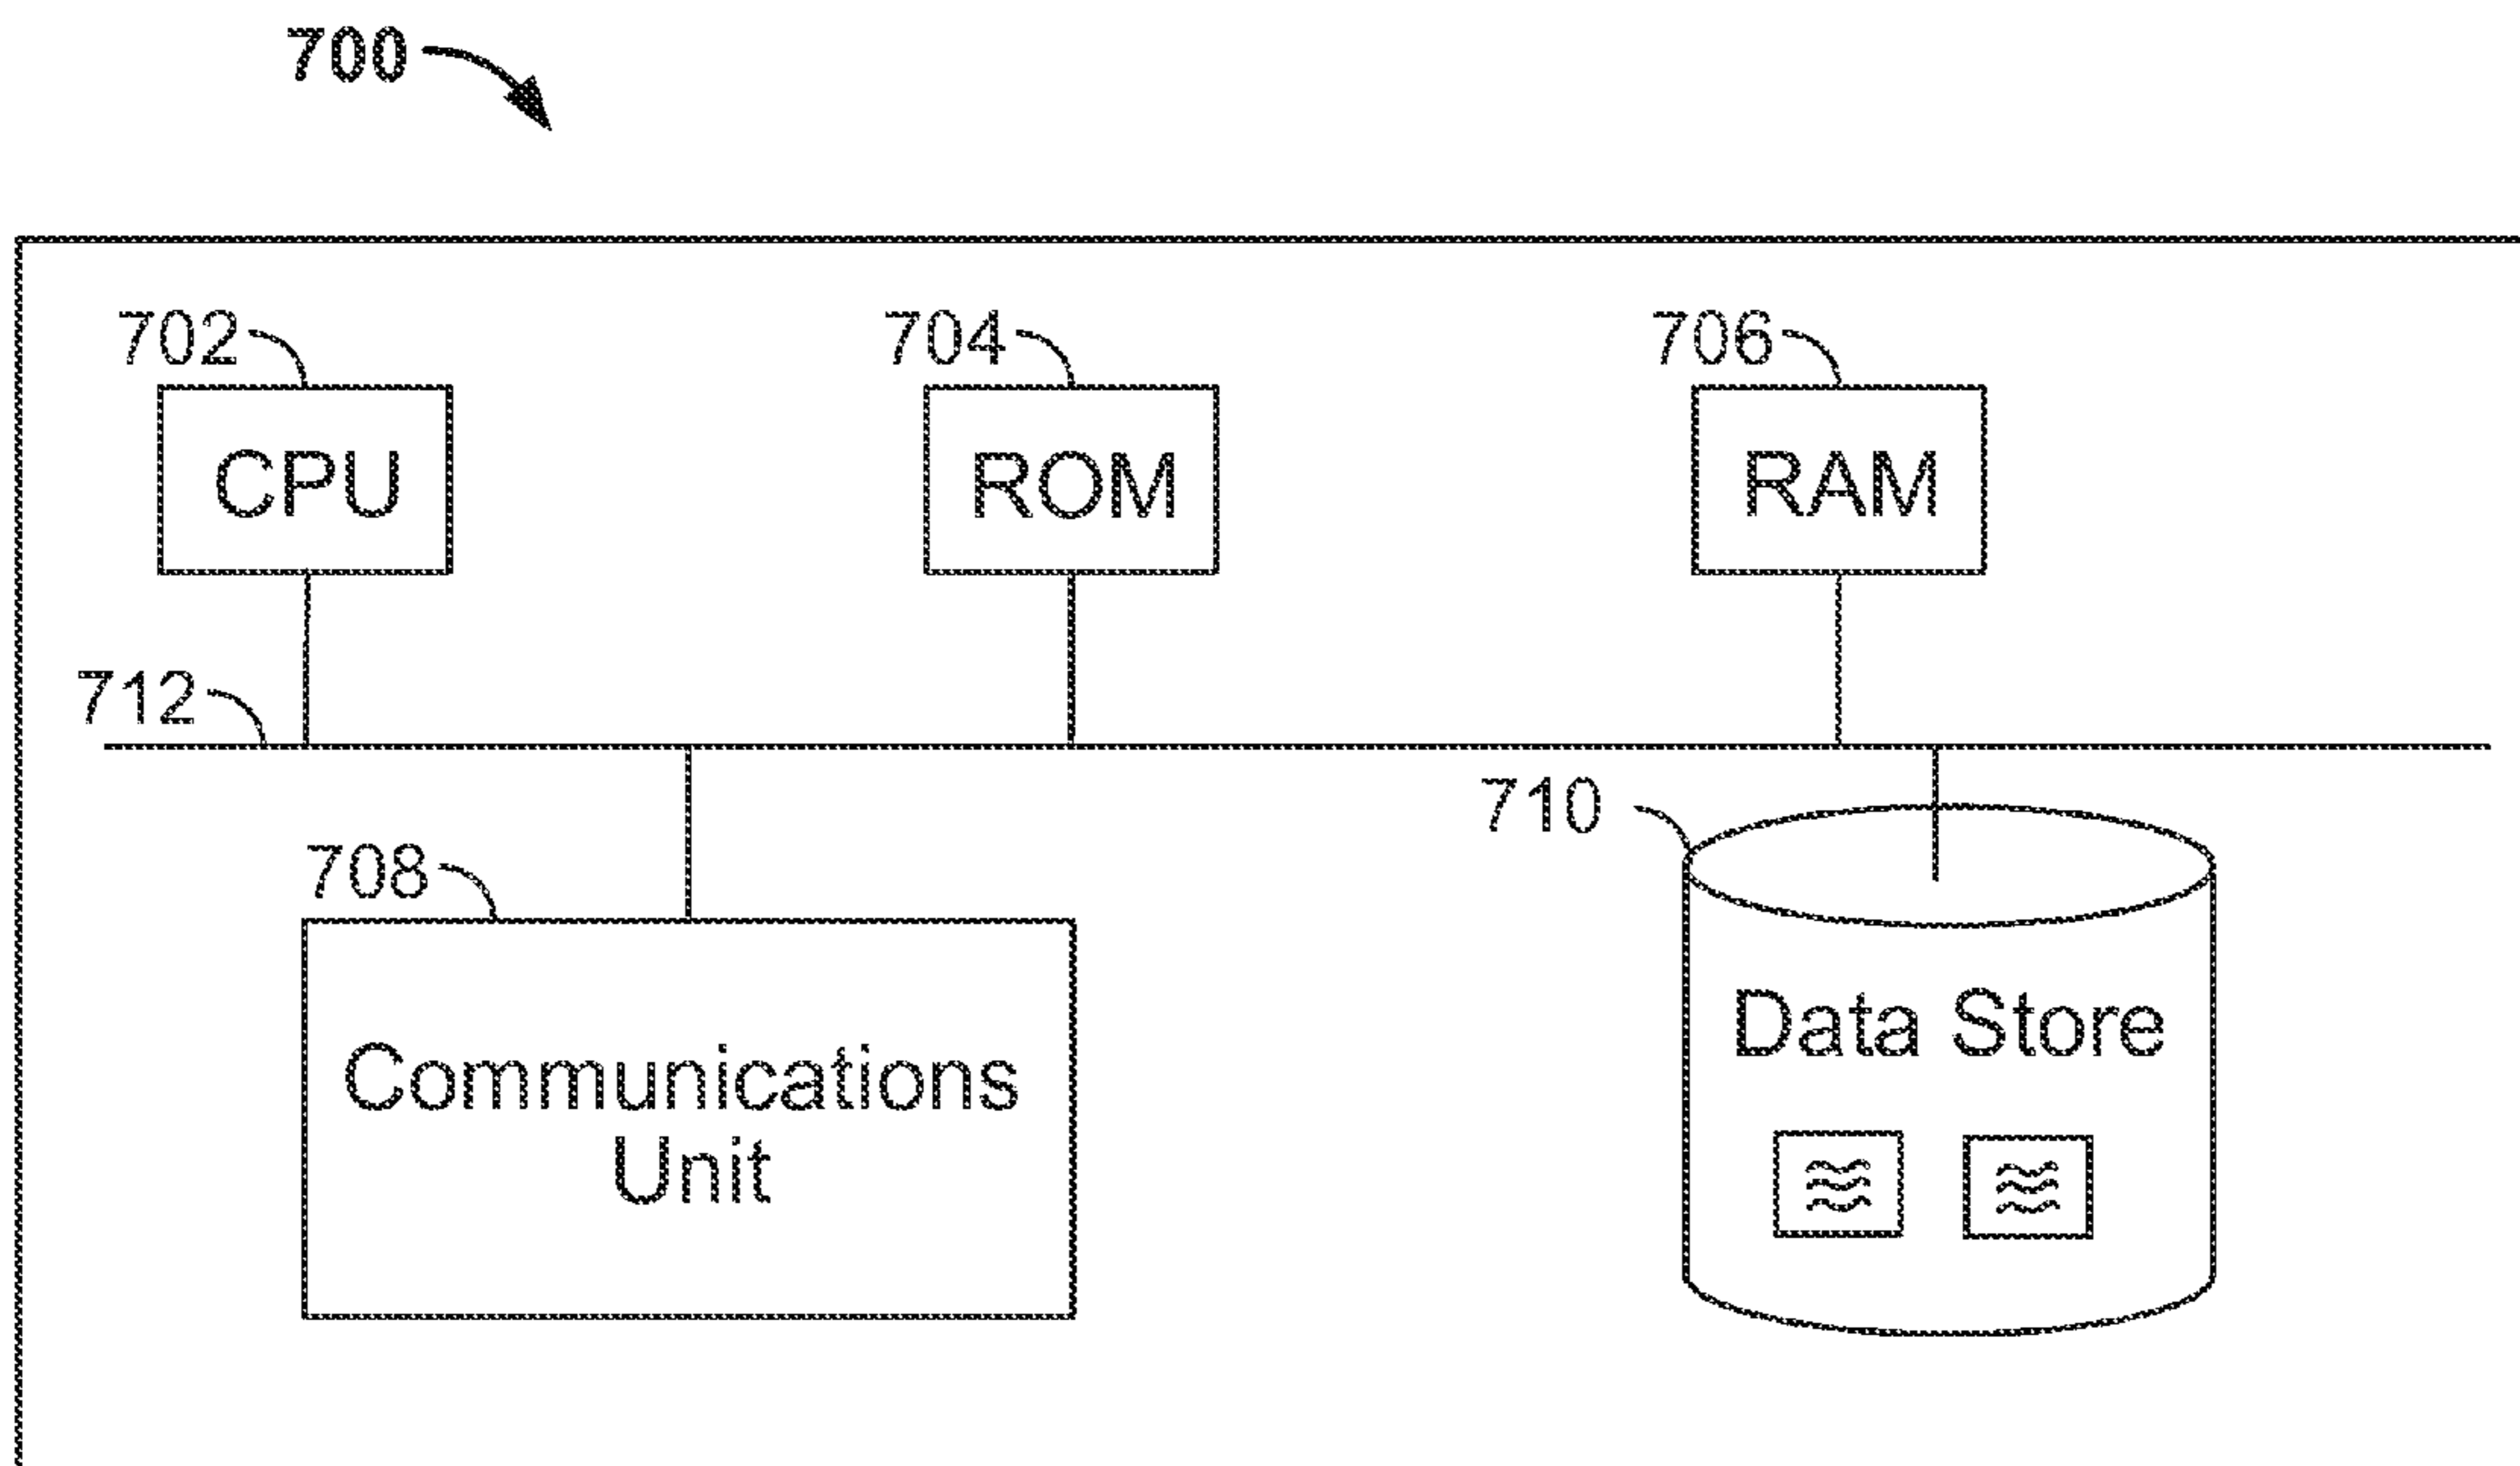 700
702
704
706
CPU
ROM
RAM
712
710
708
Data Store
Communications
Unit